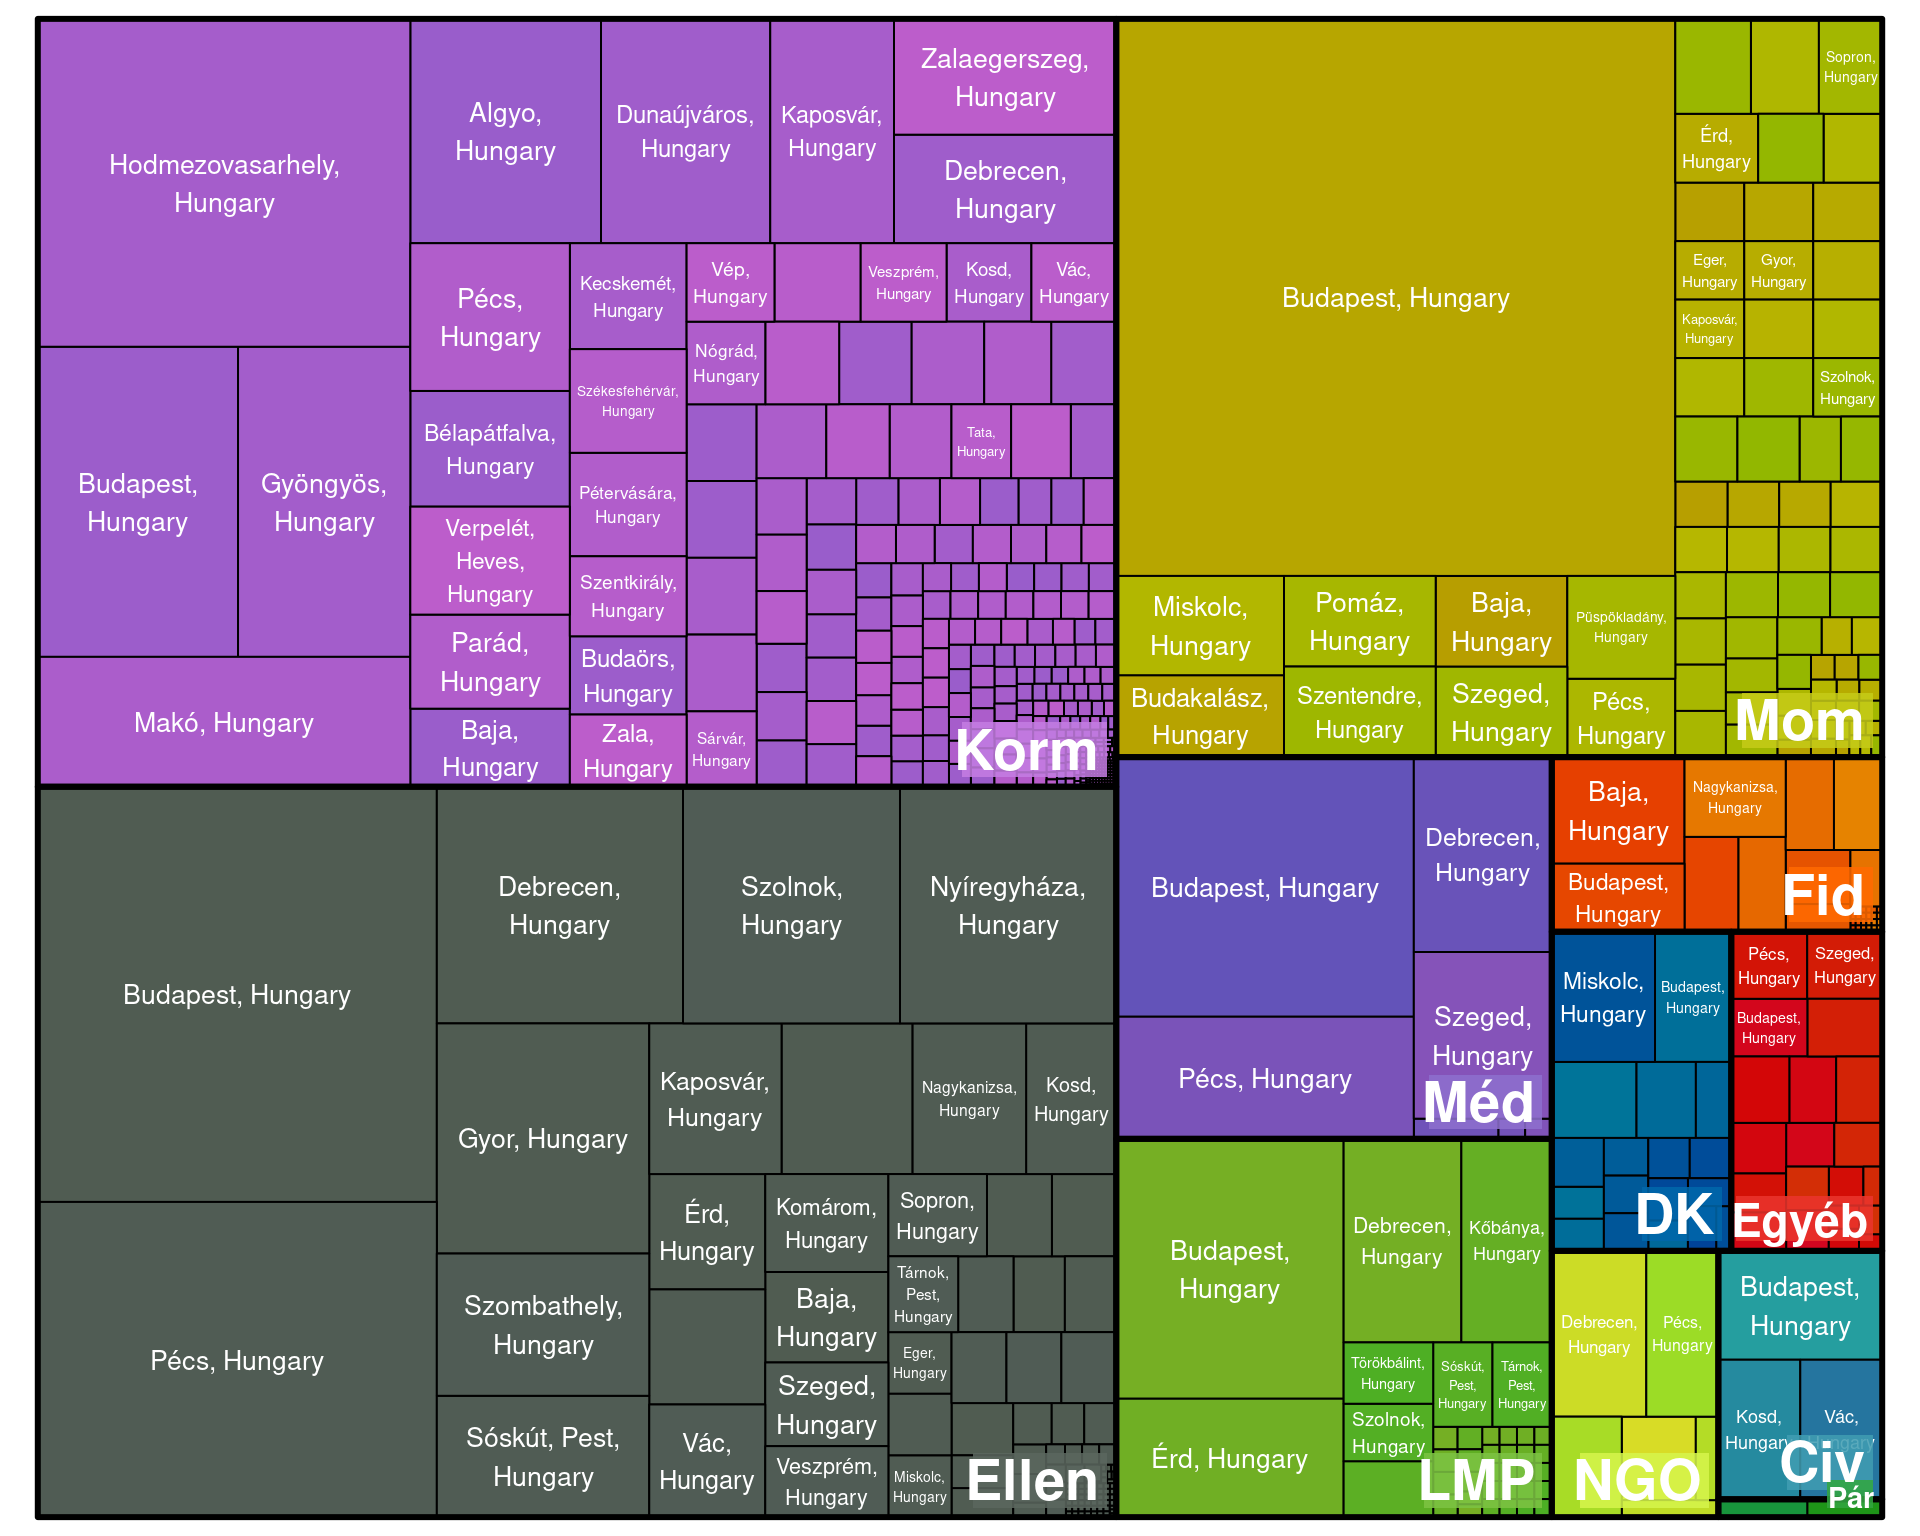 Hodmezovasarhely,
Hungary
Budapest,
Hungary
Gyöngyös,
Hungary
Makó, Hungary
Algyo,
Hungary
Dunaújváros,
Hungary
Kaposvár,
Hungary
Zalaegerszeg,
Hungary
Debrecen,
Hungary
Pécs,
Hungary
Bélapátfalva,
Hungary
Verpelét,
Heves,
Hungary
Parád,
Hungary
Baja,
Hungary
Kecskemét,
Hungary
Székesfehérvár,
Hungary
Pétervására,
Hungary
Szentkirály,
Hungary
Budaörs,
Hungary
Zala,
Hungary
Vép,
Hungary
Veszprém,
Hungary
Kosd,
Hungary
Vác,
Hungary
Nógrád,
Hungary
Tata,
Hungary
Sárvár,
Hungary
Korm
Budapest, Hungary
Miskolc,
Hungary
Budakalász,
Hungary
Pomáz,
Hungary
Szentendre,
Hungary
Baja,
Hungary
Szeged,
Hungary
Püspökladány,
Hungary
Pécs,
Hungary
Sopron,
Hungary
Érd,
Hungary
Eger,
Hungary
Gyor,
Hungary
Kaposvár,
Hungary
Szolnok,
Hungary
Mom
Budapest, Hungary
Pécs, Hungary
Debrecen,
Hungary
Szolnok,
Hungary
Nyíregyháza,
Hungary
Gyor, Hungary
Szombathely,
Hungary
Sóskút, Pest,
Hungary
Kaposvár,
Hungary
Nagykanizsa,
Hungary
Kosd,
Hungary
Érd,
Hungary
Vác,
Hungary
Komárom,
Hungary
Baja,
Hungary
Szeged,
Hungary
Veszprém,
Hungary
Sopron,
Hungary
Tárnok,
Pest,
Hungary
Eger,
Hungary
Miskolc,
Hungary
Ellen
Budapest, Hungary
Pécs, Hungary
Debrecen,
Hungary
Szeged,
Hungary
Méd
Budapest,
Hungary
Érd, Hungary
Debrecen,
Hungary
Kőbánya,
Hungary
Törökbálint,
Hungary
Szolnok,
Hungary
Sóskút,
Pest,
Hungary
Tárnok,
Pest,
Hungary
LMP
Baja,
Hungary
Budapest,
Hungary
Nagykanizsa,
Hungary
Fid
Miskolc,
Hungary
Budapest,
Hungary
DK
Pécs,
Hungary
Szeged,
Hungary
Budapest,
Hungary
Egyéb
Debrecen,
Hungary
Pécs,
Hungary
NGO
Budapest,
Hungary
Kosd,
Hungary
Vác,
Hungary
Civ
Pár